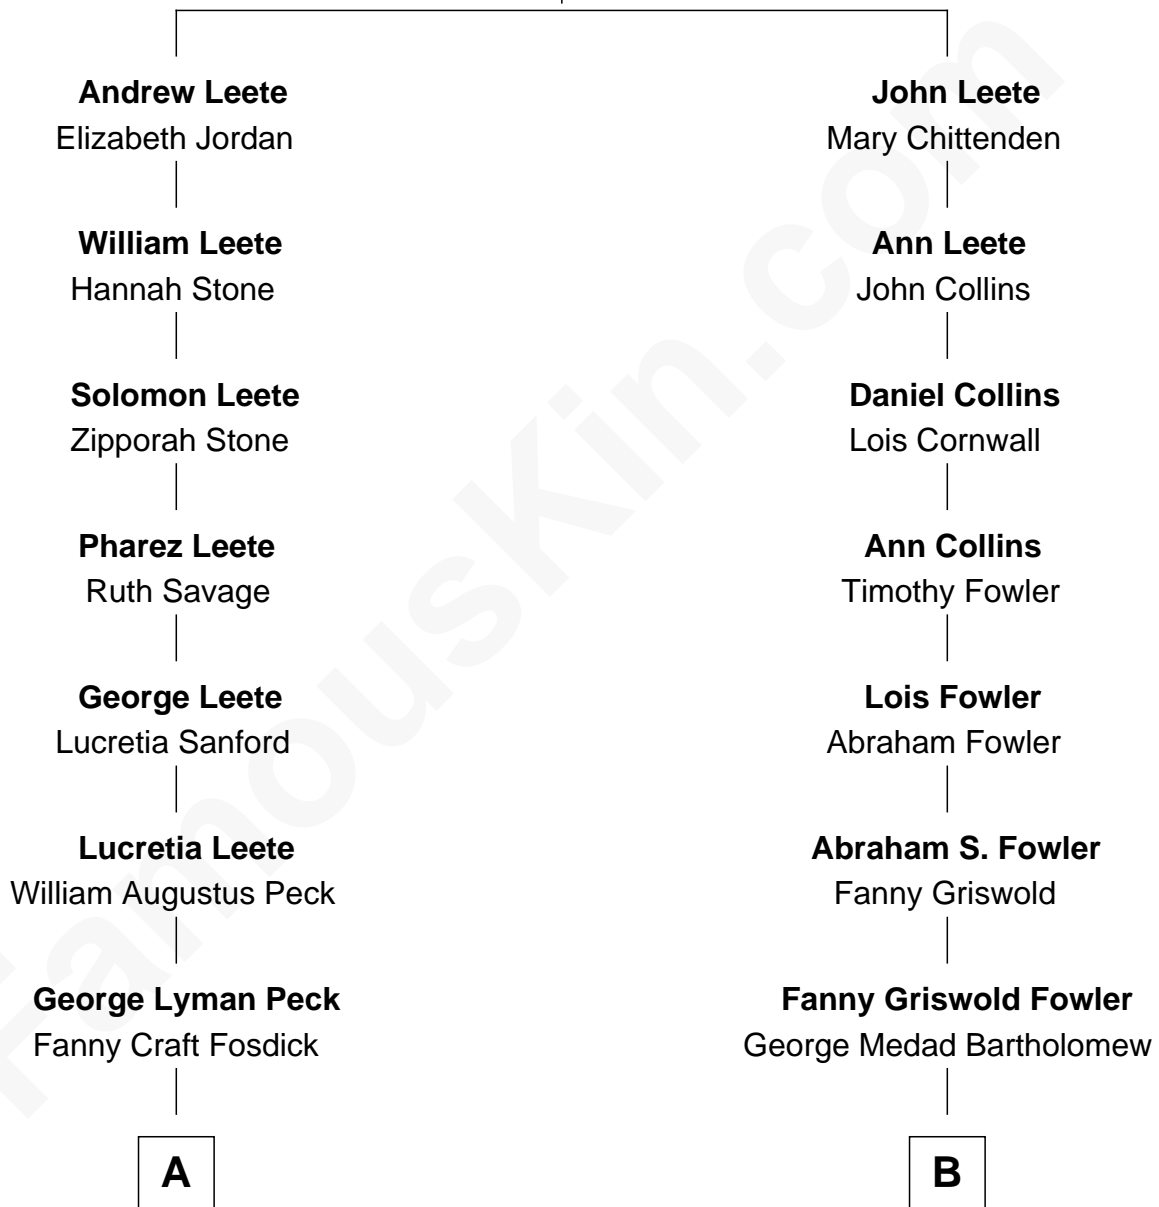 Andrew Leete
Elizabeth Jordan
William Leete
Hannah Stone
Solomon Leete
Zipporah Stone
Pharez Leete
Ruth Savage
George Leete
Lucretia Sanford
Lucretia Leete
William Augustus Peck
George Lyman Peck
Fanny Craft Fosdick
A
John Leete
Mary Chittenden
Ann Leete
John Collins
Daniel Collins
Lois Cornwall
Ann Collins
Timothy Fowler
Lois Fowler
Abraham Fowler
Abraham S. Fowler
Fanny Griswold
Fanny Griswold Fowler
George Medad Bartholomew
B
FamousKin.com